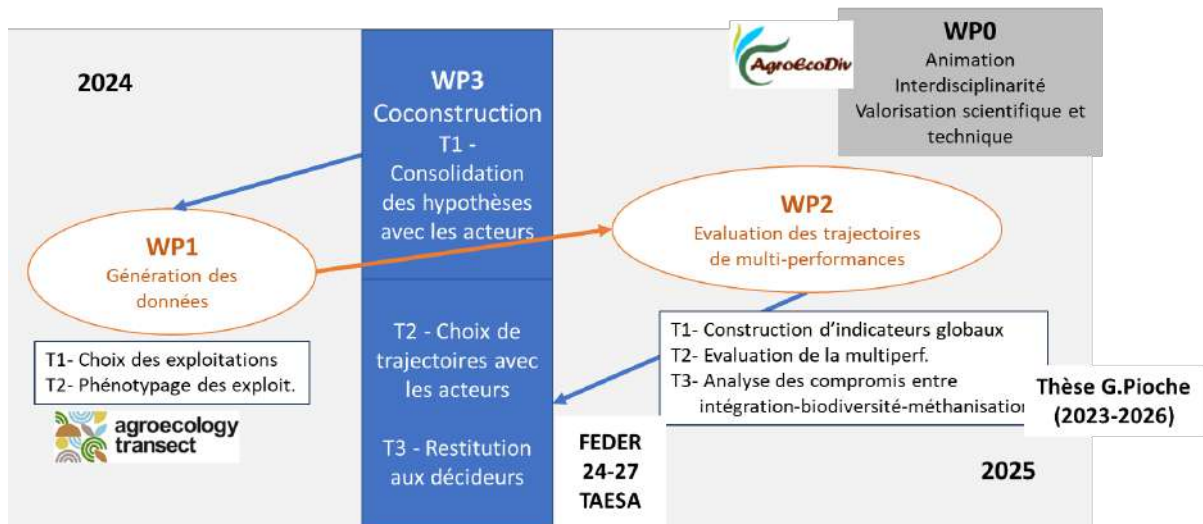 2024
WP3
Coconstruction
T1 -
Consolidation
des hypothèses
avec les acteurs
T2 - Choix de
trajectoires avec
les acteurs
T3 - Restitution
aux décideurs
AgroEcoDiv
WP0
Animation
Interdisciplinarité
Valorisation scientifique et
technique
WP1
Génération des
données
T1- Choix des exploitations
T2- Phénotypage des exploit.
agroecology
transect
WP2
Evaluation des trajectoires
de multi-performances
T1- Construction d'indicateurs globaux
T2- Evaluation de la multiperf.
T3- Analyse des compromis entre
intégration-biodiversité-méthanisation
Thèse G.Pioche
(2023-2026)
FEDER
24-27
TAESA
2025